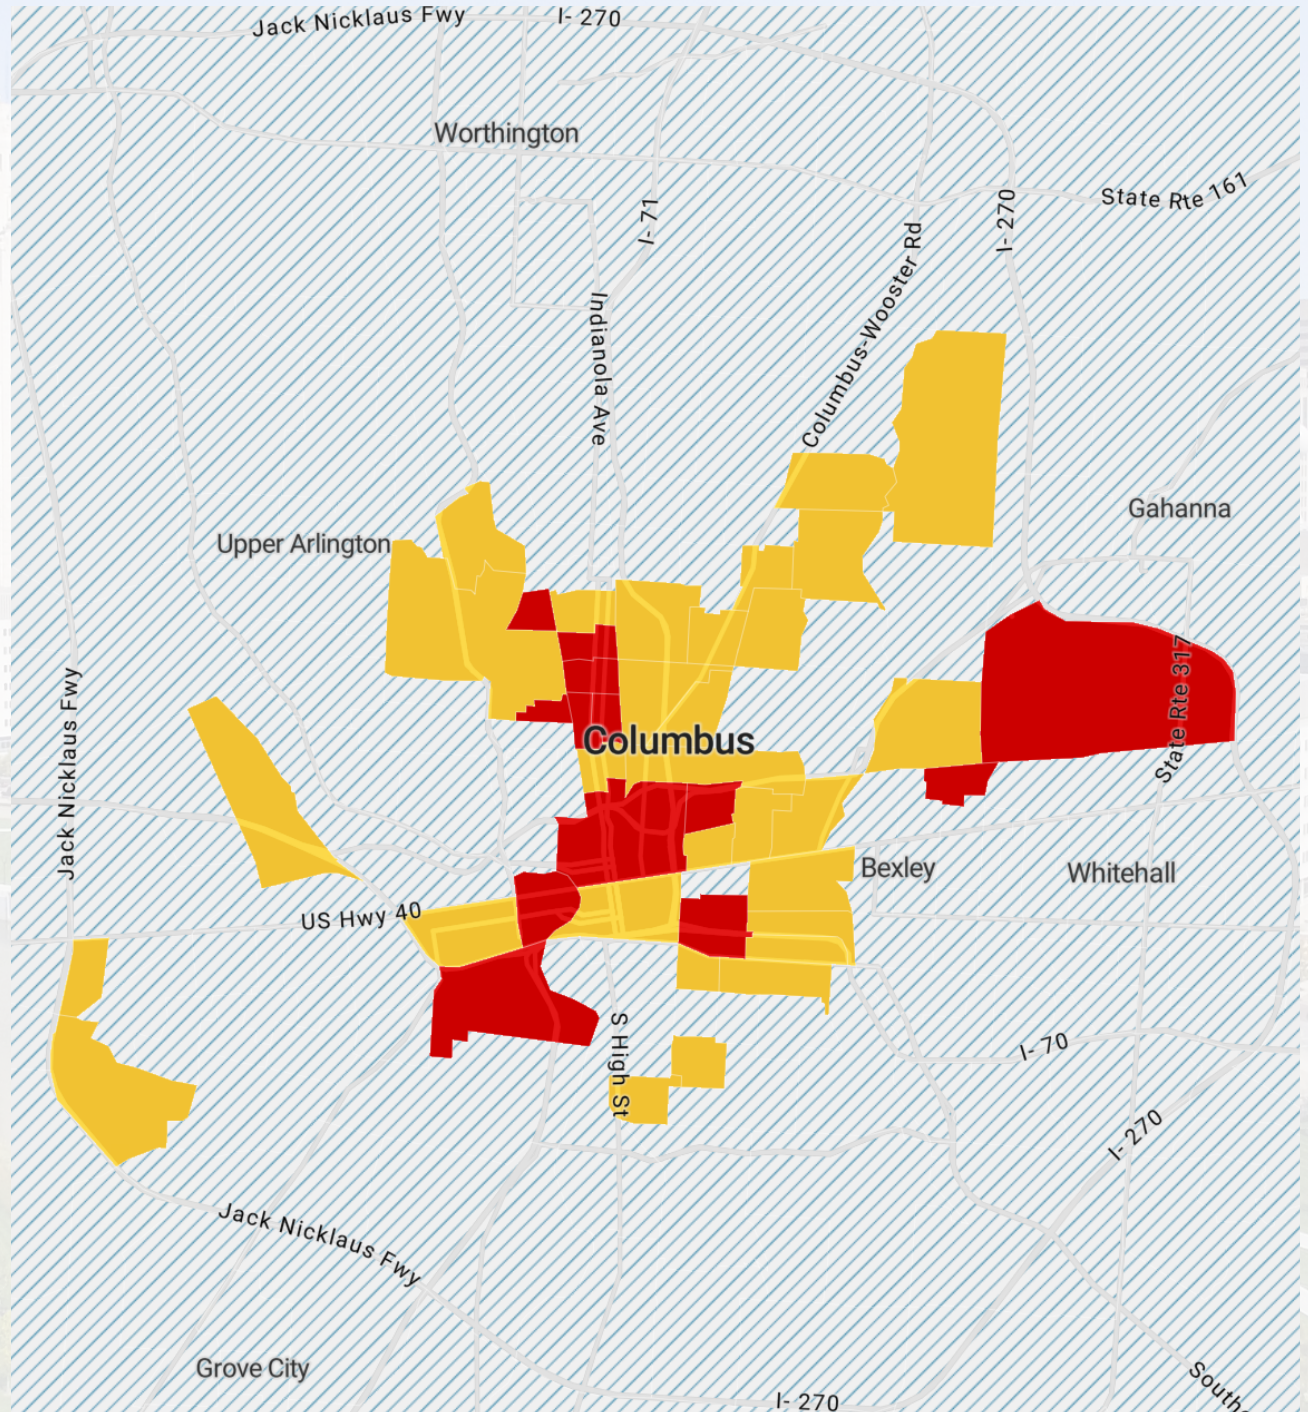 Jack Nicklaus Fwy
I- 270
Worthington
State Rte 161
I- 71
I- 270
Columbus-Wooster Rd
Indianola Ave
Gahanna
Upper Arlington
State Rte 317
Jack Nicklaus Fwy
Columbus
Bexley
Whitehall
US Hwy 40
S High St
I- 70
I- 270
Jack Nicklaus Fwy
Grove City
Southe
I- 270